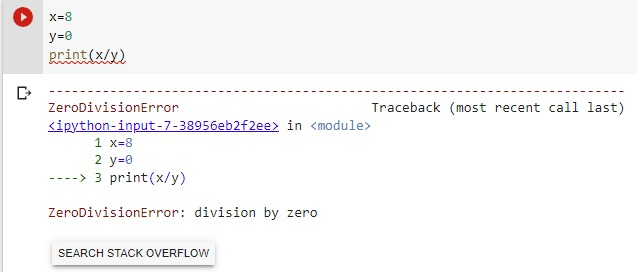 x=8
y=0
print(x/y)
---------------------------------------------------------------------------
ZeroDivisionError                         Traceback (most recent call last)
<ipython-input-7-38956eb2f2ee> in <module>
      1 x=8
      2 y=0
----> 3 print(x/y)
ZeroDivisionError: division by zero
SEARCH STACK OVERFLOW